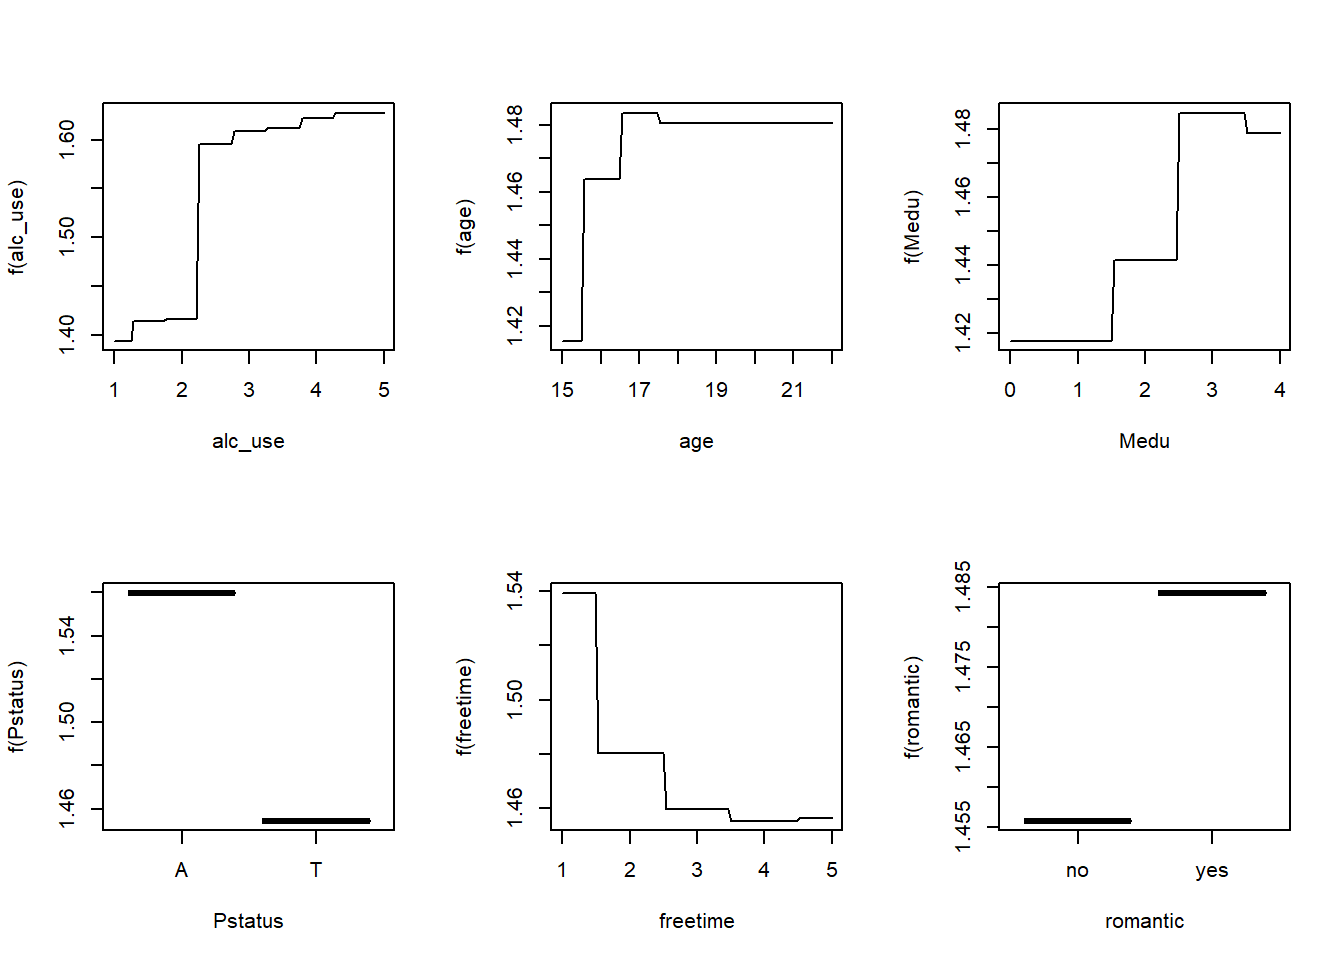 f(alc_use)
1.40 1.50 1.60
1 2 3 4 5
alc_use
f(age)
1.42 1.44 1.46 1.48
15 17 19 21
age
f(Medu)
1.42 1.44 1.46 1.48
0 1 2 3 4
Medu
f(Pstatus)
1.46 1.50 1.54
A T
Pstatus
f(freetime)
1.46 1.50 1.54
1 2 3 4 5
freetime
f(romantic)
1.455 1.465 1.475 1.485
no yes
romantic